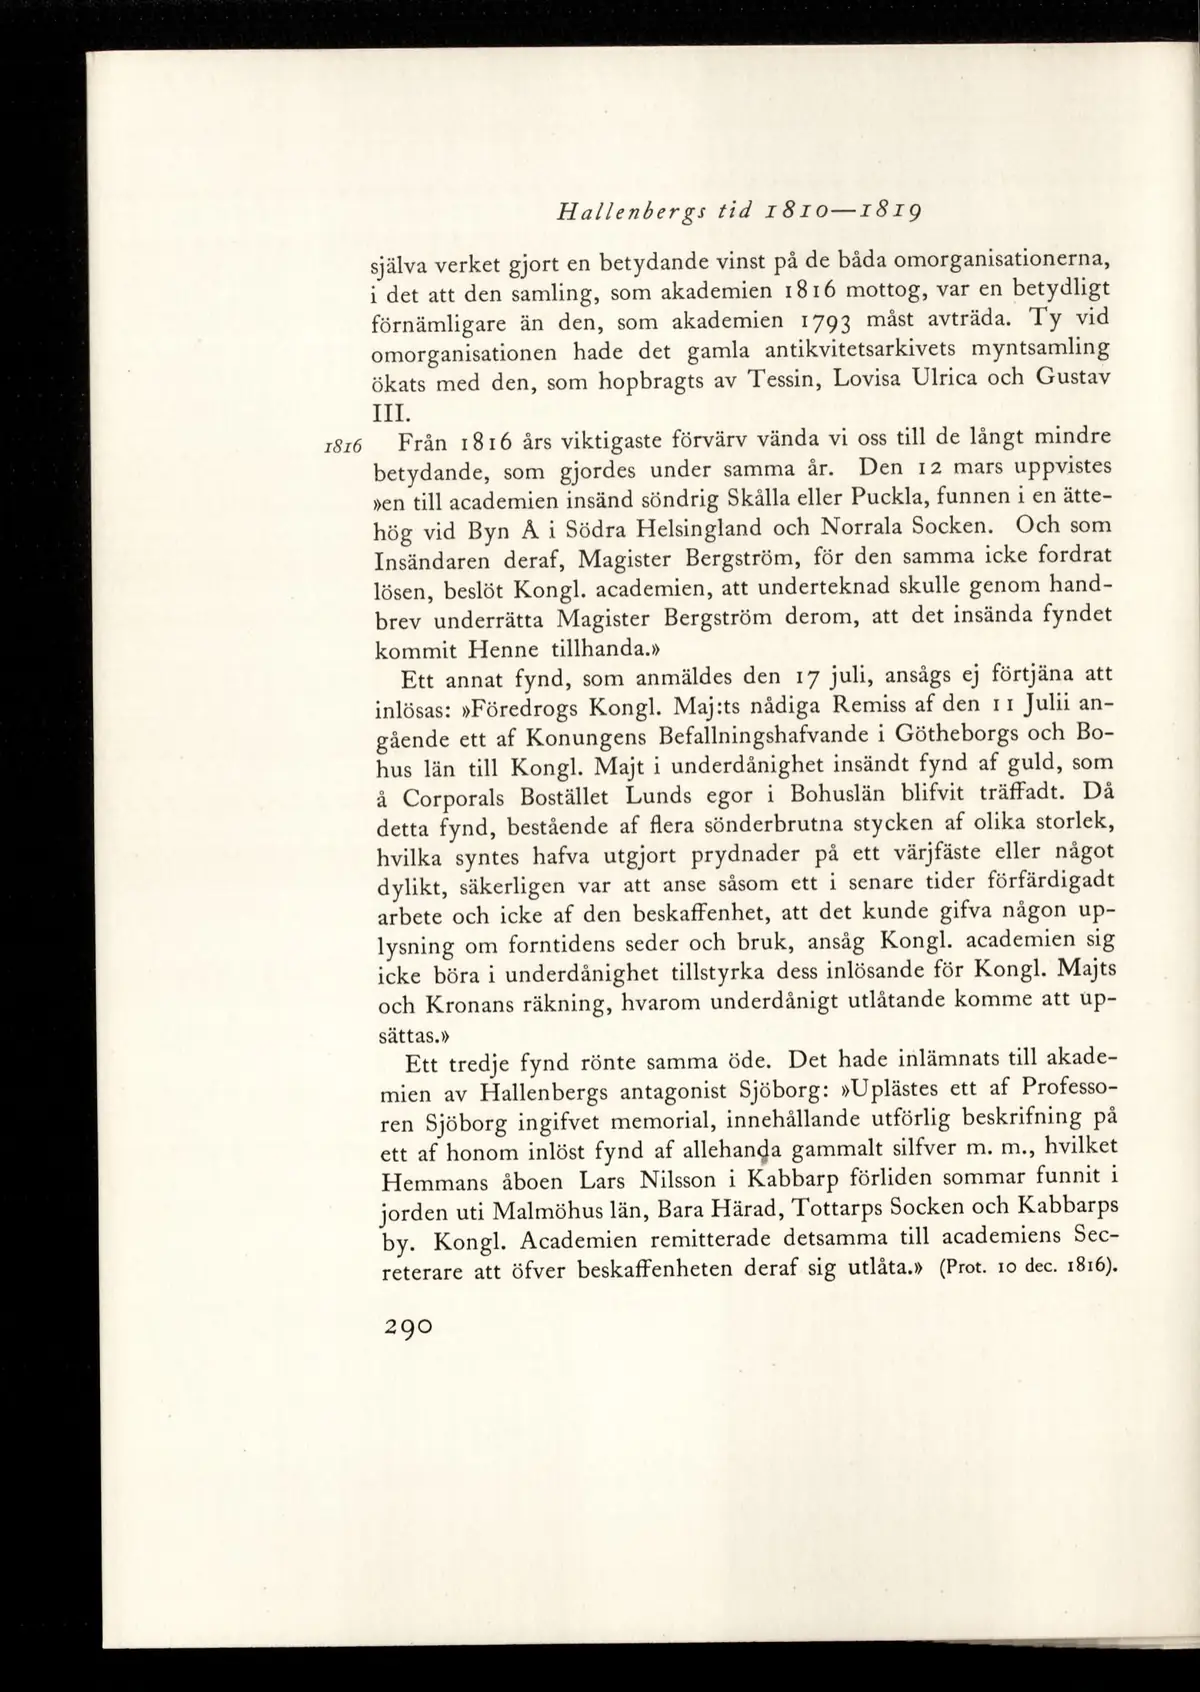 Hallenbergs tid 1810—1819
själva verket gjort en betydande vinst på de båda omorganisationerna,
i det att den samling, som akademien 1816 mottog, var en betydligt
förnämligare än den, som akademien 1793 måst avträda. Ty vid
omorganisationen hade det gamla antikvitetsarkivets myntsamling
ökats med den, som hopbragts av Tessin, Lovisa Ulrica och Gustav
III.
1816 Från 1816 års viktigaste förvärv vända vi oss till de långt mindre
betydande, som gjordes under samma år. Den 12 mars uppvistes
»en till academien insänd söndrig Skålla eller Puckla, funnen i en ätte-
hög vid Byn Å i Södra Helsingland och Norrala Socken. Och som
Insändaren deraf, Magister Bergström, för den samma icke fordrat
lösen, beslöt Kongl. academien, att underteknad skulle genom hand-
brev underrätta Magister Bergström derom, att det insända fyndet
kommit Henne tillhanda.»
Ett annat fynd, som anmäldes den 17 juli, ansågs ej förtjäna att
inlösas: »Föredrogs Kongl. Maj:ts nådiga Remiss af den 11 Julii an-
gående ett af Konungens Befallningshafvande i Götheborgs och Bo-
hus län till Kongl. Majt i underdånighet insändt fynd af guld, som
å Corporals Bostället Lunds egor i Bohuslän blifvit träffadt. Då
detta fynd, bestående af flera sönderbrutna stycken af olika storlek,
hvilka syntes hafva utgjort prydnader på ett värjfäste eller något
dylikt, säkerligen var att anse såsom ett i senare tider förfärdigadt
arbete och icke af den beskaffenhet, att det kunde gifva någon up-
lysning om forntidens seder och bruk, ansåg Kongl. academien sig
icke böra i underdånighet tillstyrka dess inlösande för Kongl. Majts
och Kronans räkning, hvarom underdånigt utlåtande komme att up-
sättas.»
Ett tredje fynd rönte samma öde. Det hade inlämnats till akade-
mien av Hallenbergs antagonist Sjöborg: »Uplästes ett af Professo-
ren Sjöborg ingifvet memorial, innehållande utförlig beskrifning på
ett af honom inlöst fynd af allehanda gammalt silfver m. m., hvilket
Hemmans åboen Lars Nilsson i Kabbarp förliden sommar funnit i
jorden uti Malmöhus län, Bara Härad, Tottarps Socken och Kabbarps
by. Kongl. Academien remitterade detsamma till academiens Sec-
reterare att öfver beskaffenheten deraf sig utlåta.» (Prot. 10 dec. 1816).
290